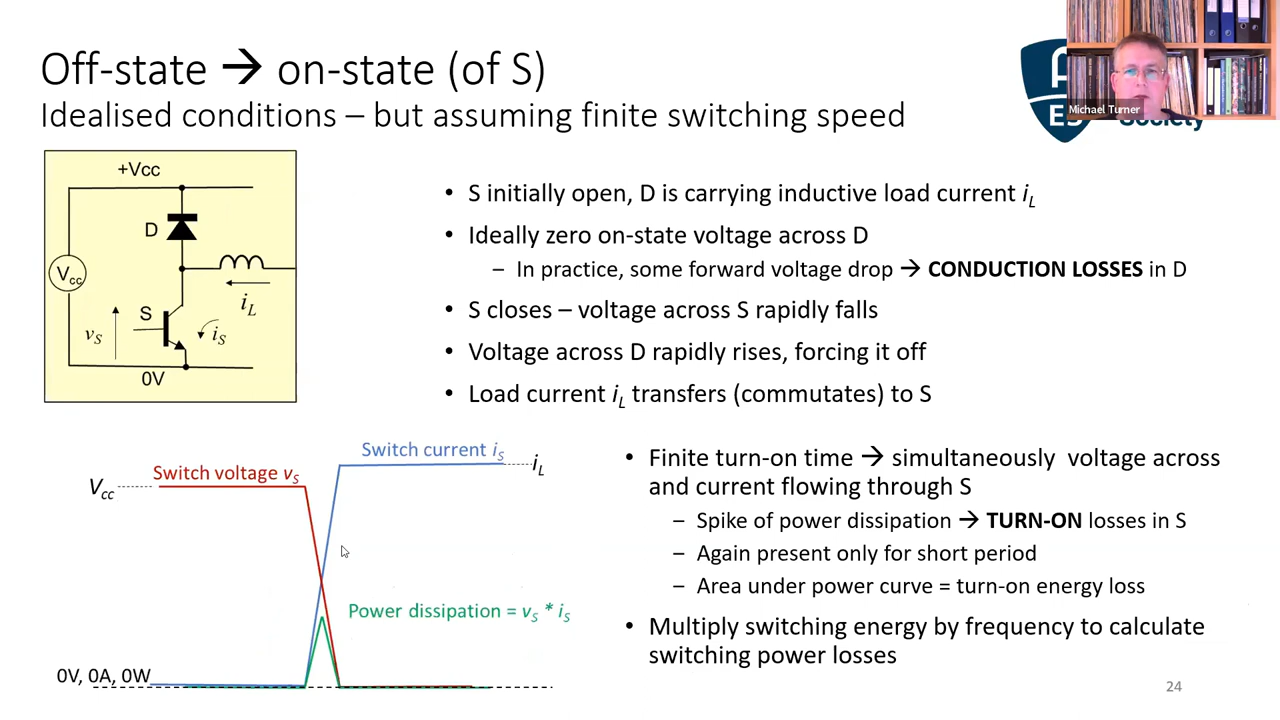 Off-state → on-state (of S)
Idealised conditions – but assuming finite switching speed
Michael Turner
Society
+Vcc
D
Vcc
S
iL
vS
iS
0V
• S initially open, D is carrying inductive load current iL
• Ideally zero on-state voltage across D
– In practice, some forward voltage drop → CONDUCTION LOSSES in D
• S closes – voltage across S rapidly falls
• Voltage across D rapidly rises, forcing it off
• Load current iL transfers (commutates) to S
Switch current iS
iL
Switch voltage vS
Vcc
Power dissipation = vS * iS
0V, 0A, 0W
• Finite turn-on time → simultaneously voltage across
and current flowing through S
– Spike of power dissipation → TURN-ON losses in S
– Again present only for short period
– Area under power curve = turn-on energy loss
• Multiply switching energy by frequency to calculate
switching power losses
24